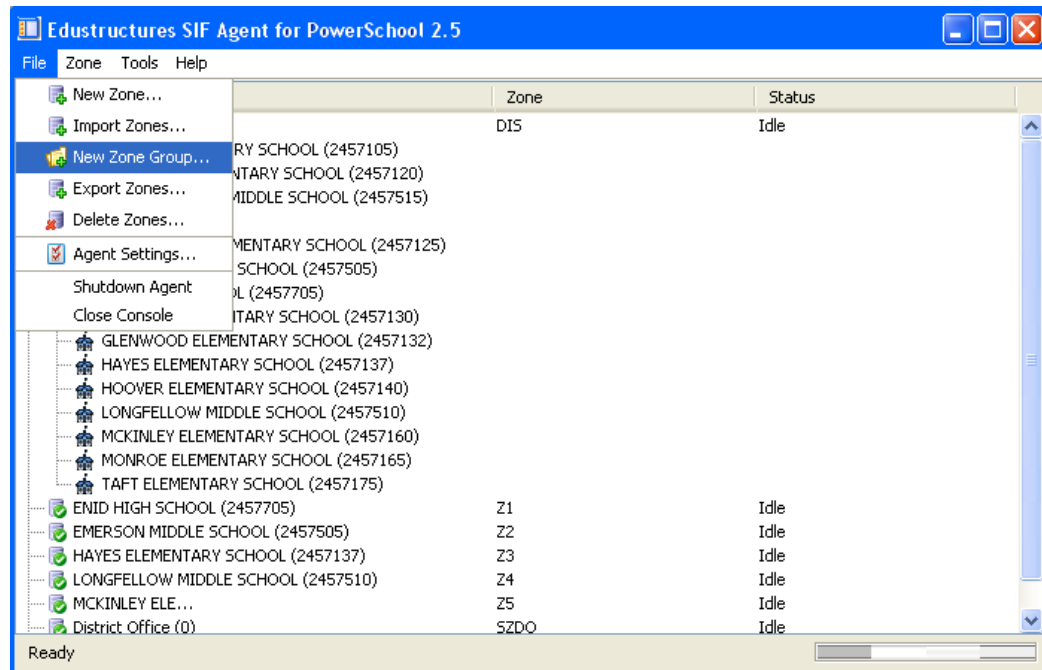 Edustructures SIF Agent for PowerSchool 2.5
File Zone Tools Help
New Zone...
Import Zones...
New Zone Group...
Export Zones...
Delete Zones...
Agent Settings...
Shutdown Agent
Close Console
Zone Status
DIS Idle
RY SCHOOL (2457105)
NTARY SCHOOL (2457120)
MIDDLE SCHOOL (2457515)
MENTARY SCHOOL (2457125)
SCHOOL (2457505)
OL (2457705)
ITARY SCHOOL (2457130)
GLENWOOD ELEMENTARY SCHOOL (2457132)
HAYES ELEMENTARY SCHOOL (2457137)
HOOVER ELEMENTARY SCHOOL (2457140)
LONGFELLOW MIDDLE SCHOOL (2457510)
MCKINLEY ELEMENTARY SCHOOL (2457160)
MONROE ELEMENTARY SCHOOL (2457165)
TAFT ELEMENTARY SCHOOL (2457175)
ENID HIGH SCHOOL (2457705) Z1 Idle
EMERSON MIDDLE SCHOOL (2457505) Z2 Idle
HAYES ELEMENTARY SCHOOL (2457137) Z3 Idle
LONGFELLOW MIDDLE SCHOOL (2457510) Z4 Idle
MCKINLEY ELE... Z5 Idle
District Office (0) SZDO Idle
Ready